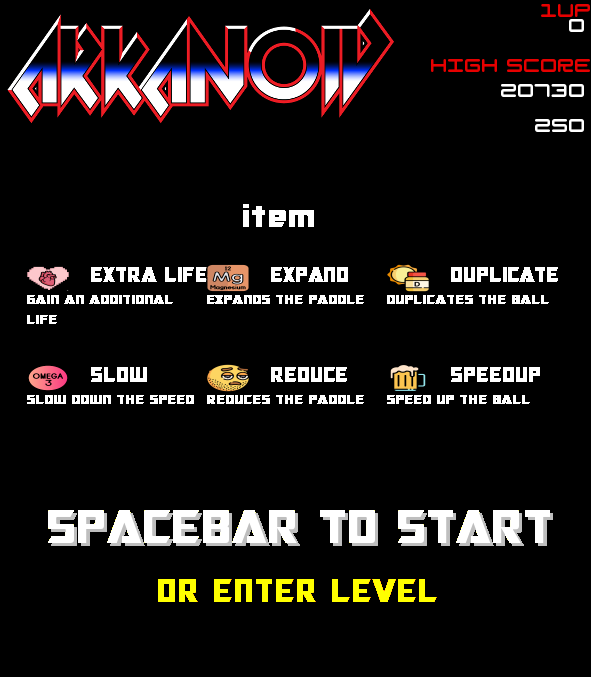 ARKANOID
1UP
0
HIGH SCORE
20730
250
item
EXTRA LIFE
12
Mg
Magnesium
EXPAND
D
DUPLICATE
GAIN AN ADDITIONAL
LIFE
EXPANDS THE PADDLE
DUPLICATES THE BALL
OMEGA
3
SLOW
REDUCE
SPEEDUP
SLOW DOWN THE SPEED
REDUCES THE PADDLE
SPEED UP THE BALL
SPACEBAR TO START
OR ENTER LEVEL